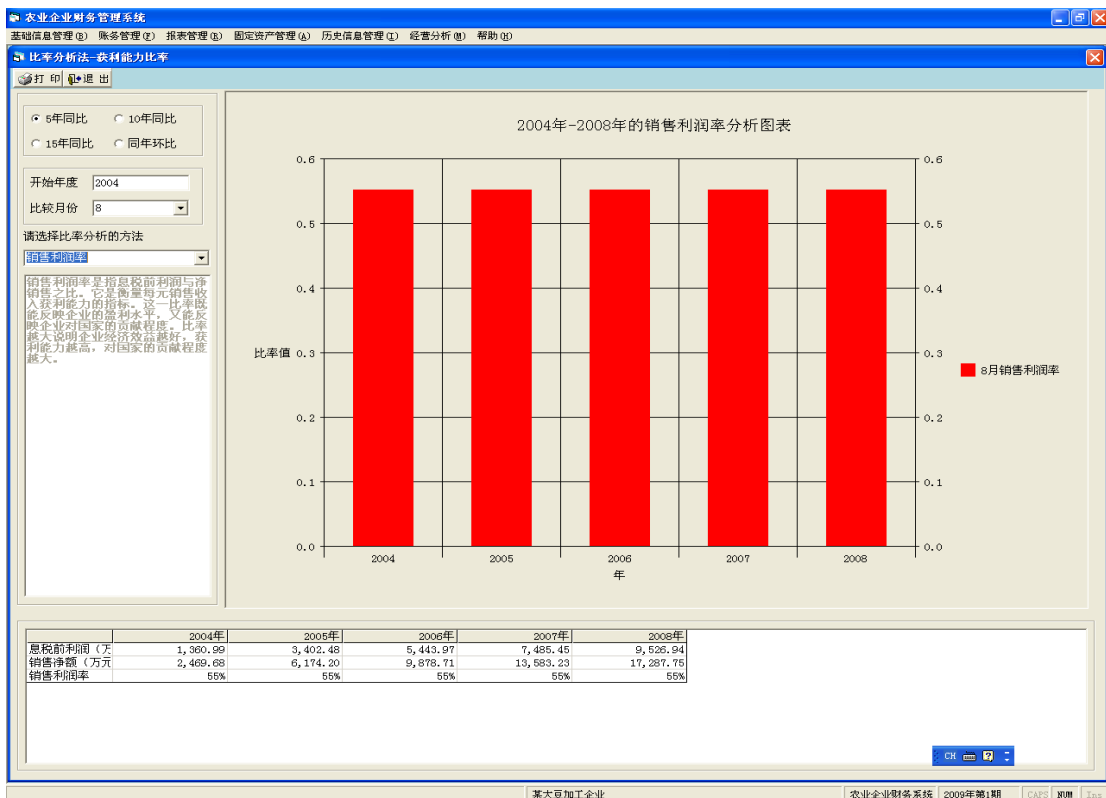 农业企业财务管理系统
基础信息管理(B) 账务管理(F) 报表管理(R) 固定资产管理(A) 历史信息管理(I) 经营分析(M) 帮助(H)
比率分析法-获利能力比率
打 印 退 出
5年同比 10年同比
15年同比 同年环比
开始年度 2004
比较月份 8
请选择比率分析的方法
销售利润率
销售利润率是指息税前利润与净
销售之比。它是衡量每元销售收
入获利能力的指标。这一比率既
能反映企业的盈利水平，又能反
映企业对国家的贡献程度。比率
越大说明企业经济效益越好，获
利能力越高，对国家的贡献程度
越大。
2004年-2008年的销售利润率分析图表
0.6 0.6
0.5 0.5
0.4 0.4
比率值 0.3 0.3
8月销售利润率
0.2 0.2
0.1 0.1
0.0 0.0
2004 2005 2006 2007 2008
年
2004年 2005年 2006年 2007年 2008年
息税前利润（万 1,360.99 3,402.48 5,443.97 7,485.45 9,526.94
销售净额（万元 2,469.68 6,174.20 9,878.71 13,583.23 17,287.75
销售利润率 55% 55% 55% 55% 55%
CH
某大豆加工企业 农业企业财务系统 2009年第1期 CAPS NUM Ins